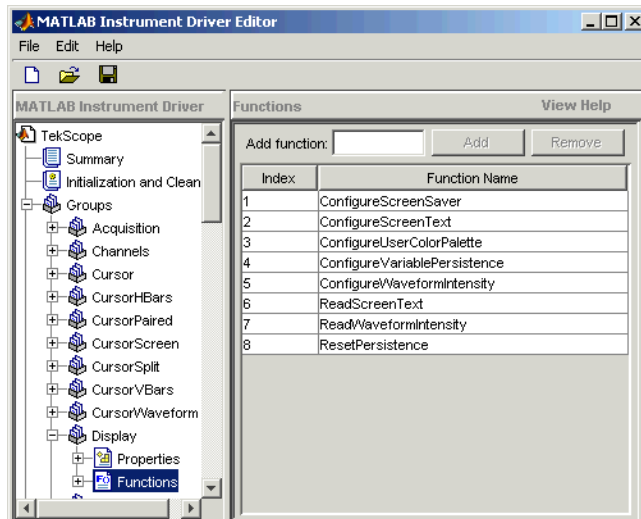 MATLAB Instrument Driver Editor
File Edit Help
MATLAB Instrument Driver
TekScope
Summary
Initialization and Clean
Groups
Acquisition
Channels
Cursor
CursorHBars
CursorPaired
CursorScreen
CursorSplit
CursorVBars
CursorWaveform
Display
Properties
Functions
Functions View Help
Add function: Add Remove
Index Function Name
1 ConfigureScreenSaver
2 ConfigureScreenText
3 ConfigureUserColorPalette
4 ConfigureVariablePersistence
5 ConfigureWaveformIntensity
6 ReadScreenText
7 ReadWaveformIntensity
8 ResetPersistence